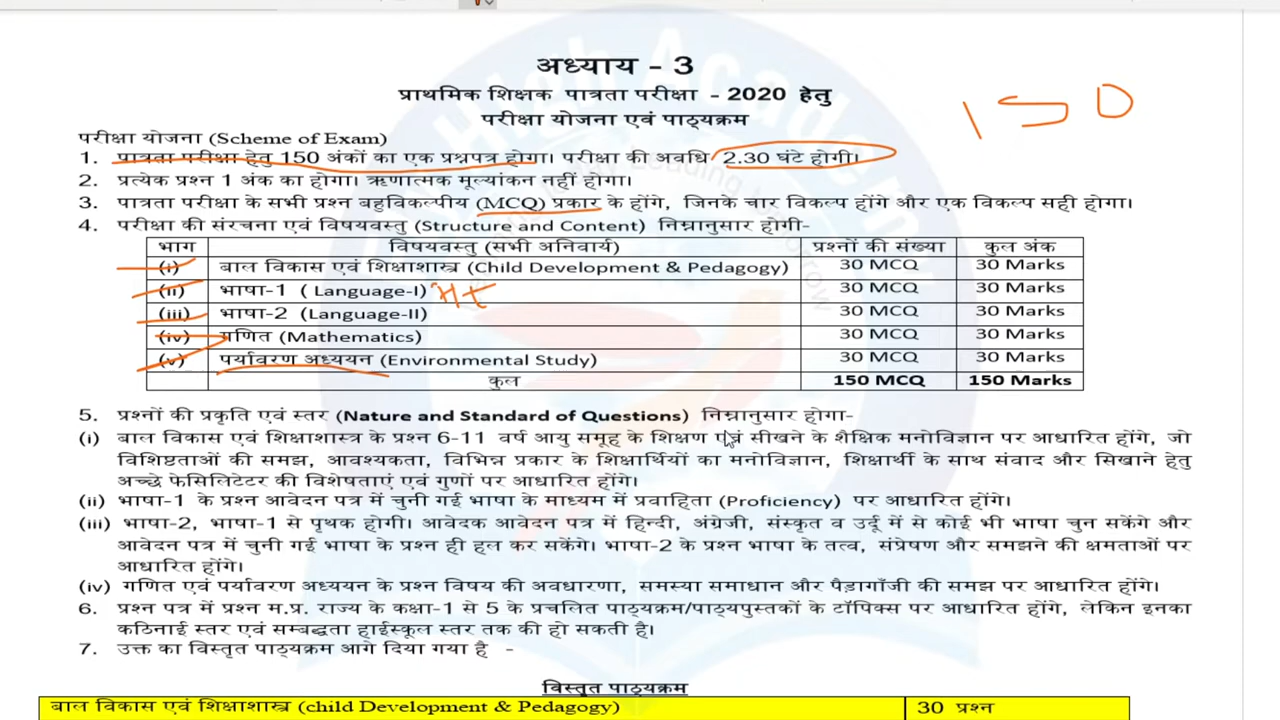 अध्याय - 3
प्राथमिक शिक्षक पात्रता परीक्षा - 2020 हेतु
150
परीक्षा योजना एवं पाठ्यक्रम
परीक्षा योजना (Scheme of Exam)
1. पात्रता परीक्षा हेतु 150 अंकों का एक प्रश्नपत्र होगा। परीक्षा की अवधि 2.30 घंटे होगी।
2. प्रत्येक प्रश्न 1 अंक का होगा। ऋणात्मक मूल्यांकन नहीं होगा।
3. पात्रता परीक्षा के सभी प्रश्न बहुविकल्पीय (MCQ) प्रकार के होंगे, जिनके चार विकल्प होंगे और एक विकल्प सही होगा।
4. परीक्षा की संरचना एवं विषयवस्तु (Structure and Content) निम्नानुसार होगी-
भाग विषयवस्तु (सभी अनिवार्य) प्रश्नों की संख्या कुल अंक
(i) बाल विकास एवं शिक्षाशास्त्र (Child Development & Pedagogy) 30 MCQ 30 Marks
(ii) भाषा-1 ( Language-I) 30 MCQ 30 Marks
(iii) भाषा-2 (Language-II) 30 MCQ 30 Marks
(iv) गणित (Mathematics) 30 MCQ 30 Marks
(v) पर्यावरण अध्ययन (Environmental Study) 30 MCQ 30 Marks
कुल 150 MCQ 150 Marks
5. प्रश्नों की प्रकृति एवं स्तर (Nature and Standard of Questions) निम्नानुसार होगा-
(i) बाल विकास एवं शिक्षाशास्त्र के प्रश्न 6-11 वर्ष आयु समूह के शिक्षण एवं सीखने के शैक्षिक मनोविज्ञान पर आधारित होंगे, जो
विशिष्टताओं की समझ, आवश्यकता, विभिन्न प्रकार के शिक्षार्थियों का मनोविज्ञान, शिक्षार्थी के साथ संवाद और सिखाने हेतु
अच्छे फेसिलिटेटर की विशेषताएं एवं गुणों पर आधारित होंगे।
(ii) भाषा-1 के प्रश्न आवेदन पत्र में चुनी गई भाषा के माध्यम में प्रवाहिता (Proficiency) पर आधारित होंगे।
(iii) भाषा-2, भाषा-1 से पृथक होगी। आवेदक आवेदन पत्र में हिन्दी, अंग्रेजी, संस्कृत व उर्दू में से कोई भी भाषा चुन सकेंगे और
आवेदन पत्र में चुनी गई भाषा के प्रश्न ही हल कर सकेंगे। भाषा-2 के प्रश्न भाषा के तत्व, संप्रेषण और समझने की क्षमताओं पर
आधारित होंगे।
(iv) गणित एवं पर्यावरण अध्ययन के प्रश्न विषय की अवधारणा, समस्या समाधान और पैडागॉजी की समझ पर आधारित होंगे।
6. प्रश्न पत्र में प्रश्न म.प्र. राज्य के कक्षा-1 से 5 के प्रचलित पाठ्यक्रम/पाठ्यपुस्तकों के टॉपिक्स पर आधारित होंगे, लेकिन इनका
कठिनाई स्तर एवं सम्बद्धता हाईस्कूल स्तर तक की हो सकती है।
7. उक्त का विस्तृत पाठ्यक्रम आगे दिया गया है -
विस्तृत पाठ्यक्रम
बाल विकास एवं शिक्षाशास्त्र (child Development & Pedagogy) 30 प्रश्न